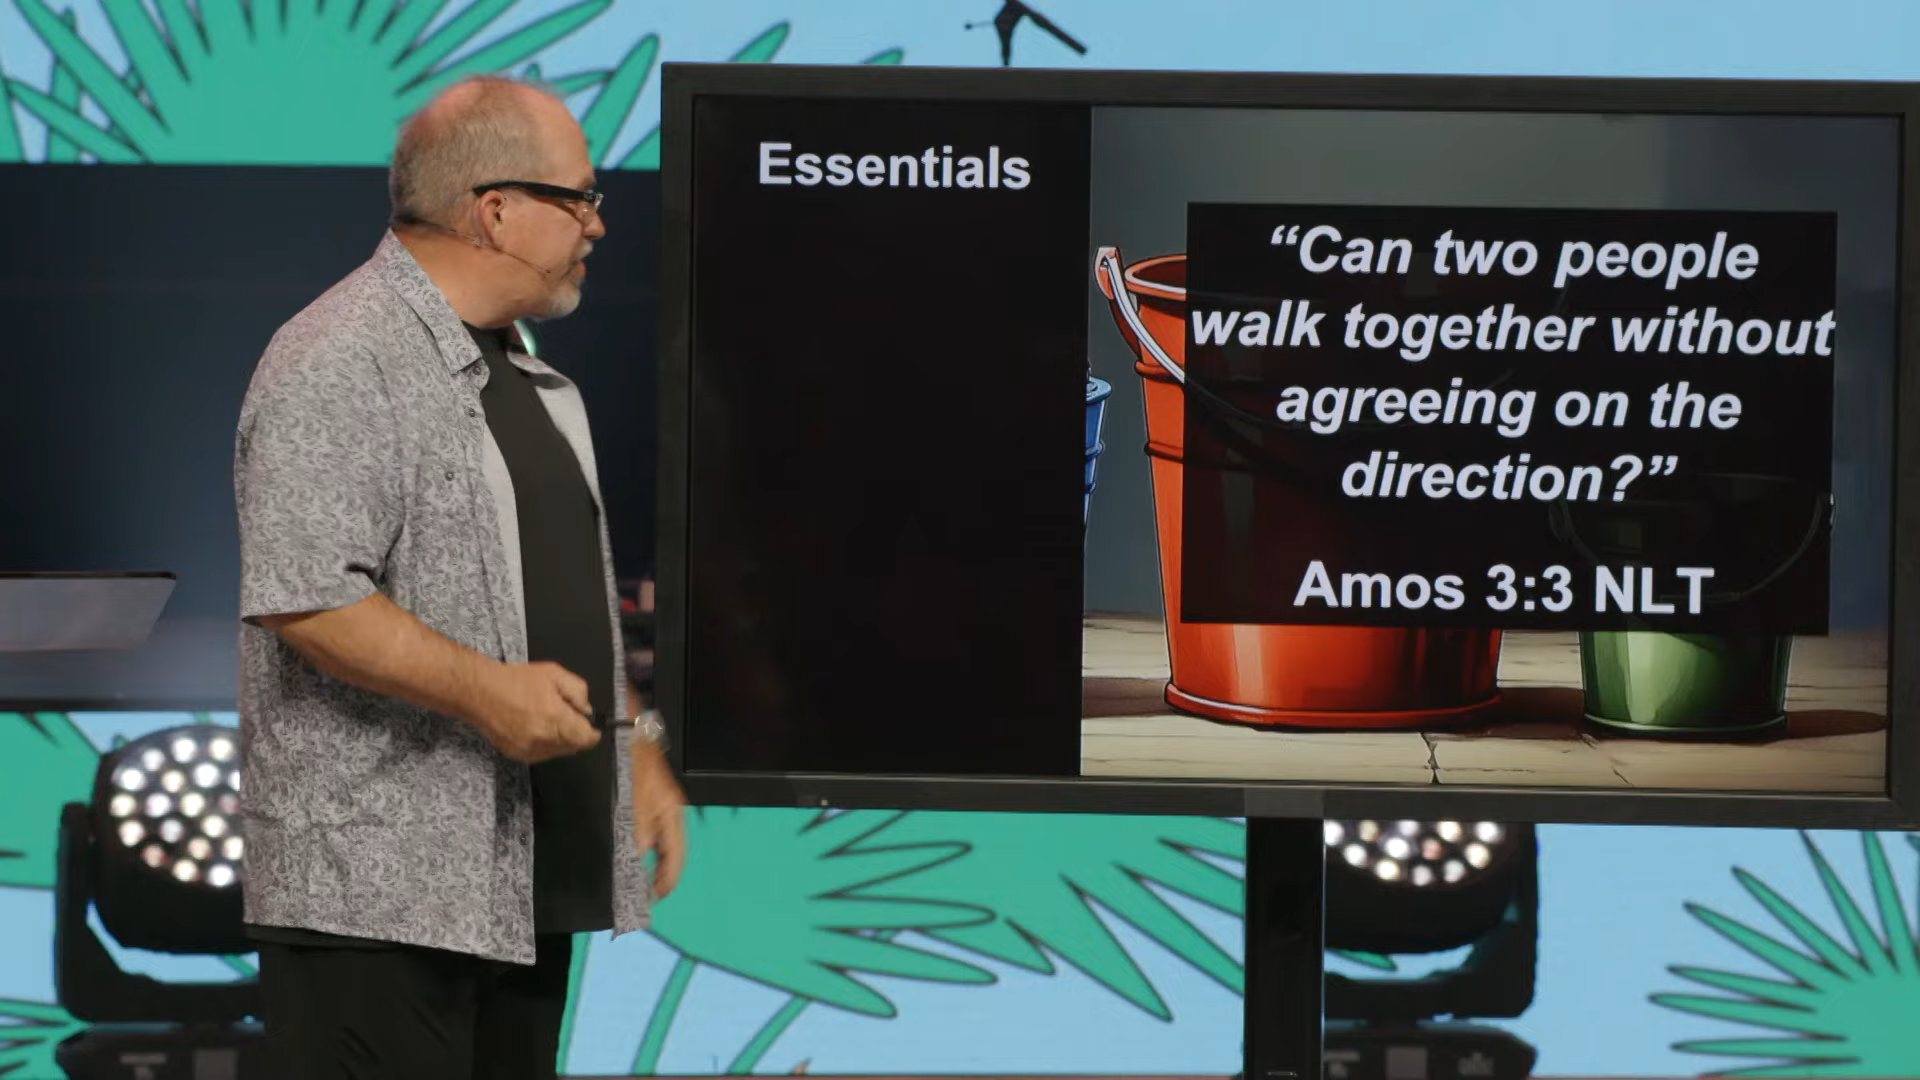 Essentials
“Can two people
walk together without
agreeing on the
direction?”
Amos 3:3 NLT